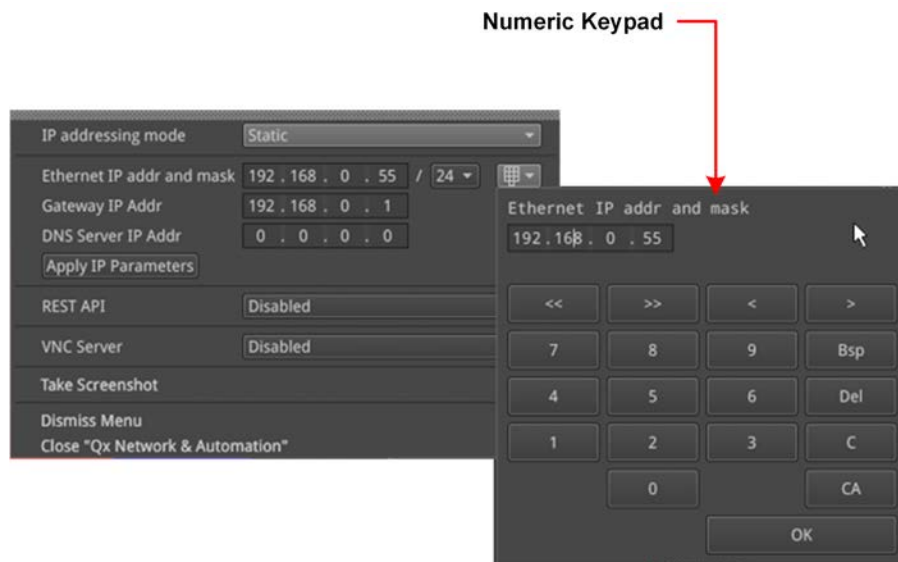 Numeric Keypad
IP addressing mode Static
Ethernet IP addr and mask 192 . 168 . 0 . 55 / 24
Gateway IP Addr 192 . 168 . 0 . 1
DNS Server IP Addr 0 . 0 . 0 . 0
Apply IP Parameters
REST API Disabled
VNC Server Disabled
Take Screenshot
Dismiss Menu
Close "Qx Network & Automation"
Ethernet IP addr and mask
192 . 168 . 0 . 55
<< >> < >
7 8 9 Bsp
4 5 6 Del
1 2 3 C
0 CA
OK